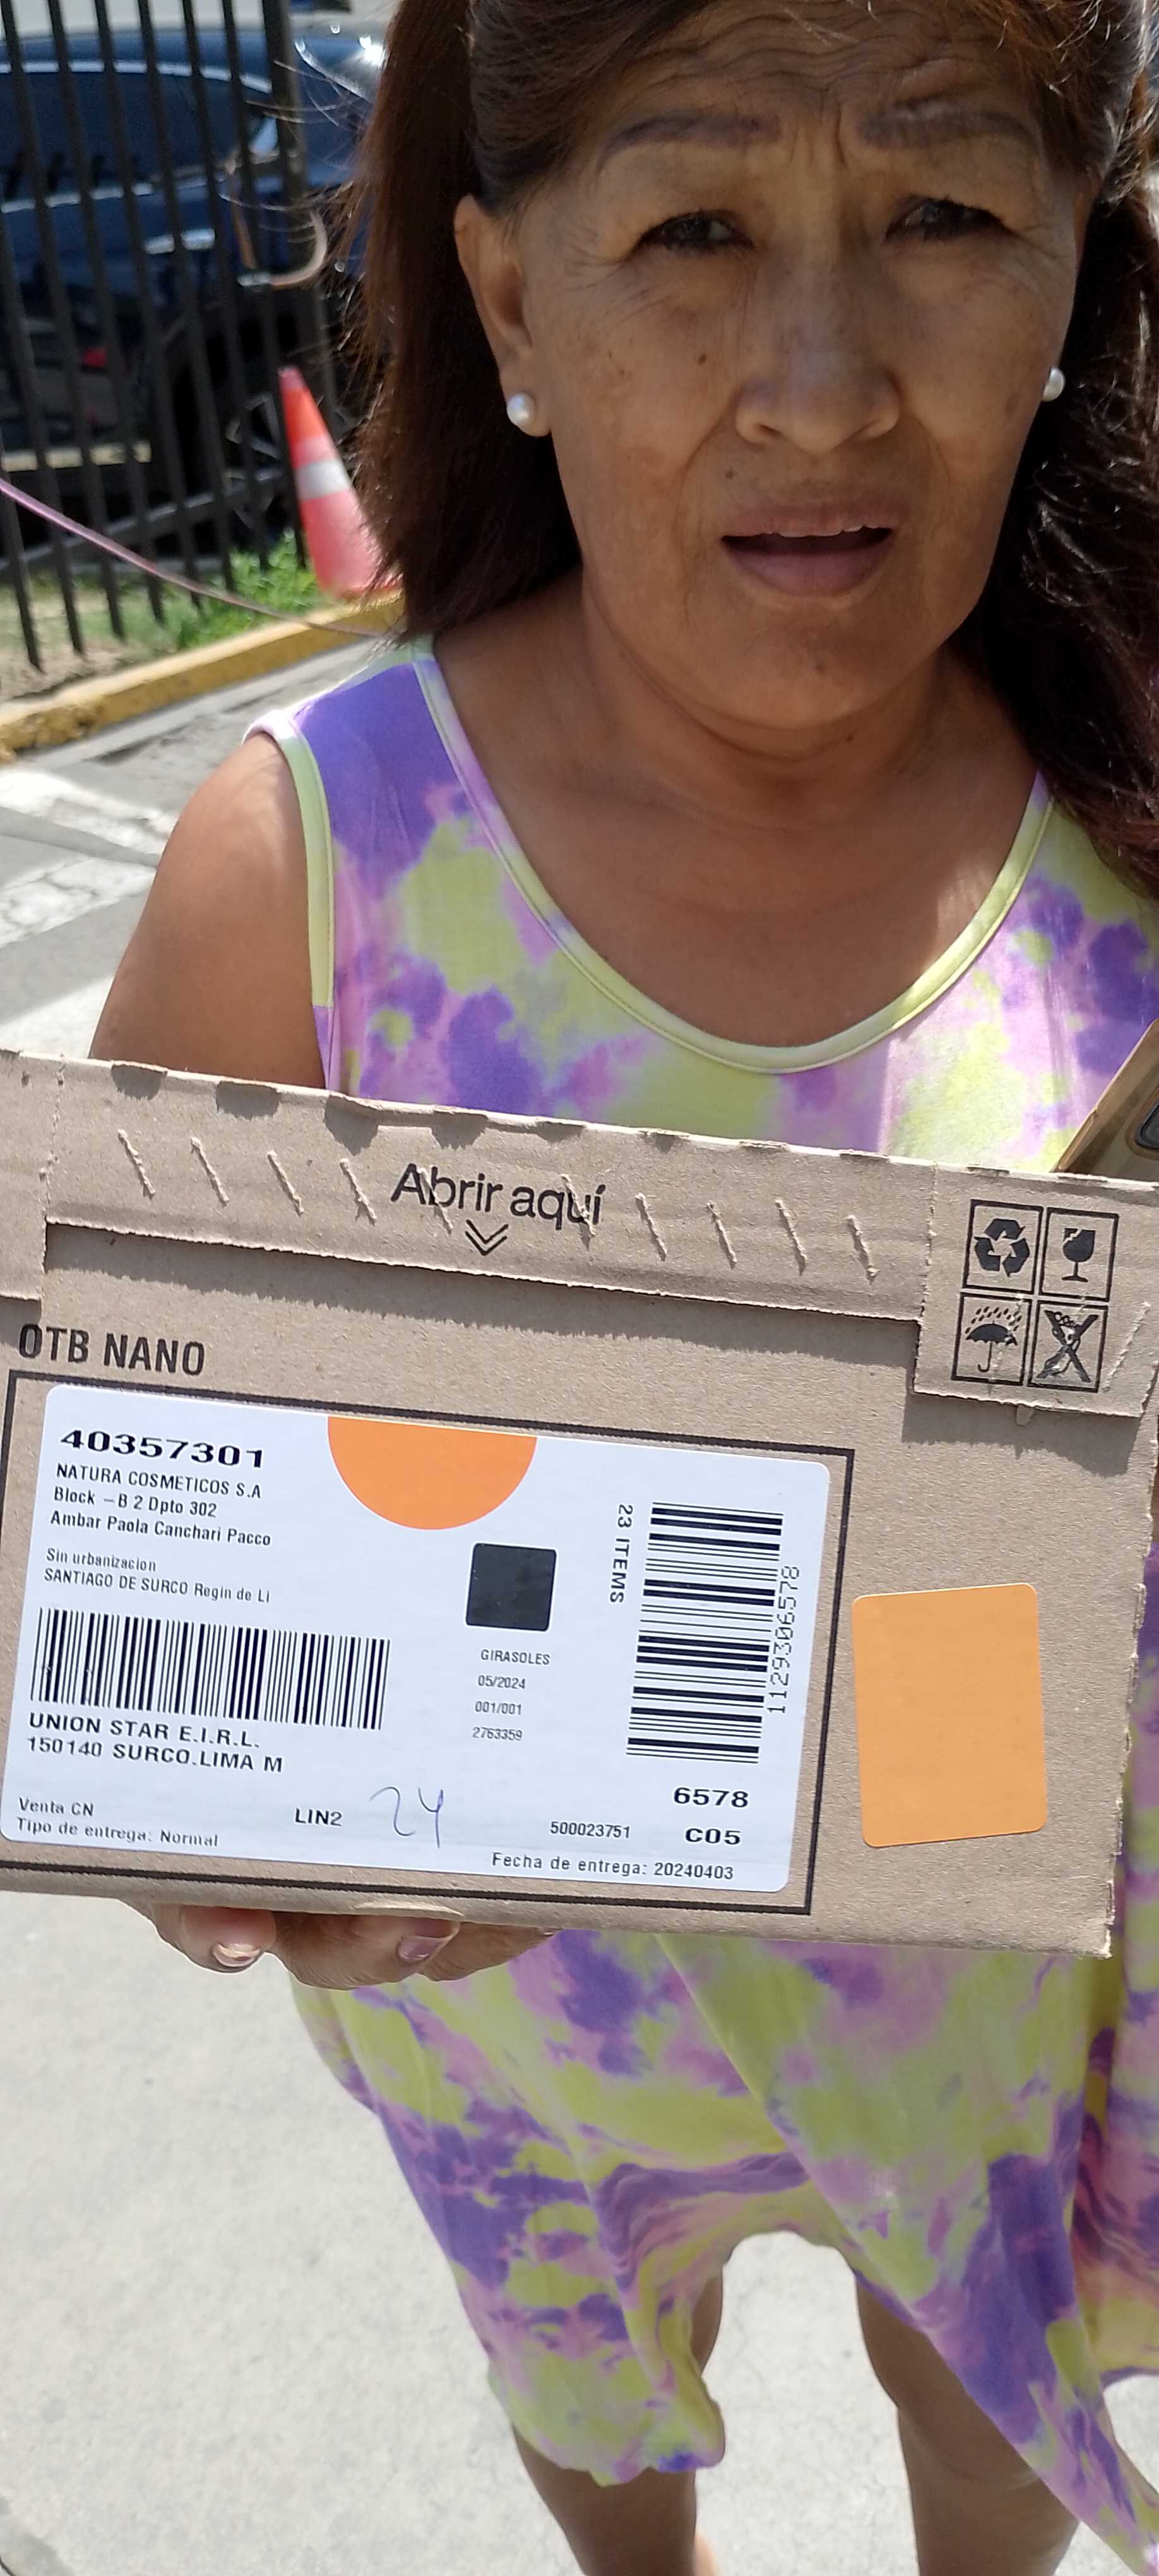 Abrir aquí
OTB NANO
40357301
NATURA COSMETICOS S.A
Block -B 2 Dpto 302
Ambar Paola Canchari Pacco
Sin urbanizacion
SANTIAGO DE SURCO Regin de Li
UNION STAR E.I.R.L.
150140 SURCO.LIMA M
Venta CN
Tipo de entrega: Normal
LIN2
24
GIRASOLES
05/2024
001/001
2763359
23 ITEMS
1129306578
6578
500023751
C05
Fecha de entrega: 20240403